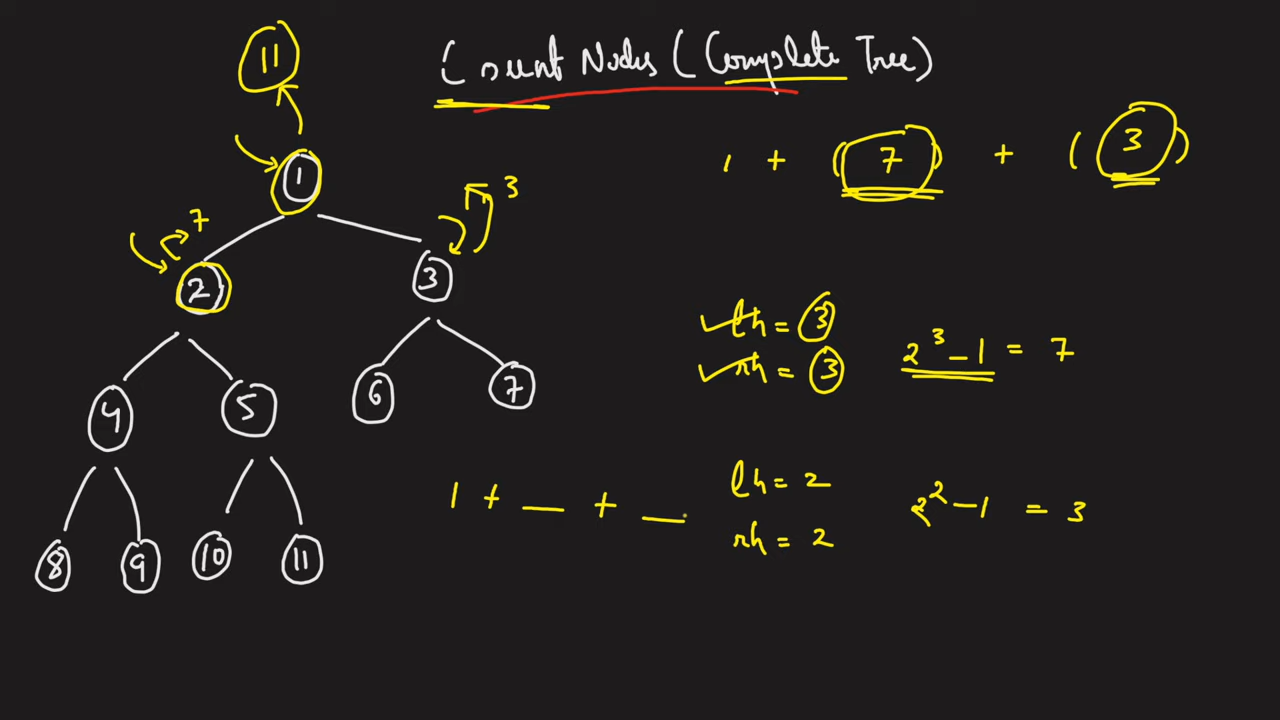 11
Count Nodes (Complete Tree)
1 + (7) + (3)
1
7
3
2
3
lh = 3
rh = 3
2^3 - 1 = 7
4
5
6
7
1 + __ + __
lh = 2
rh = 2
2^2 - 1 = 3
8
9
10
11